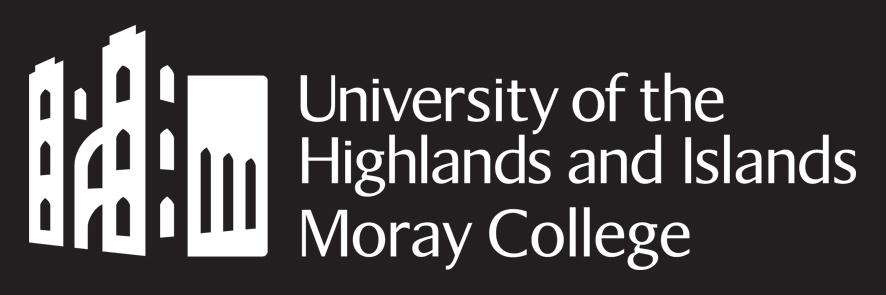 University of the
Highlands and Islands
Moray College